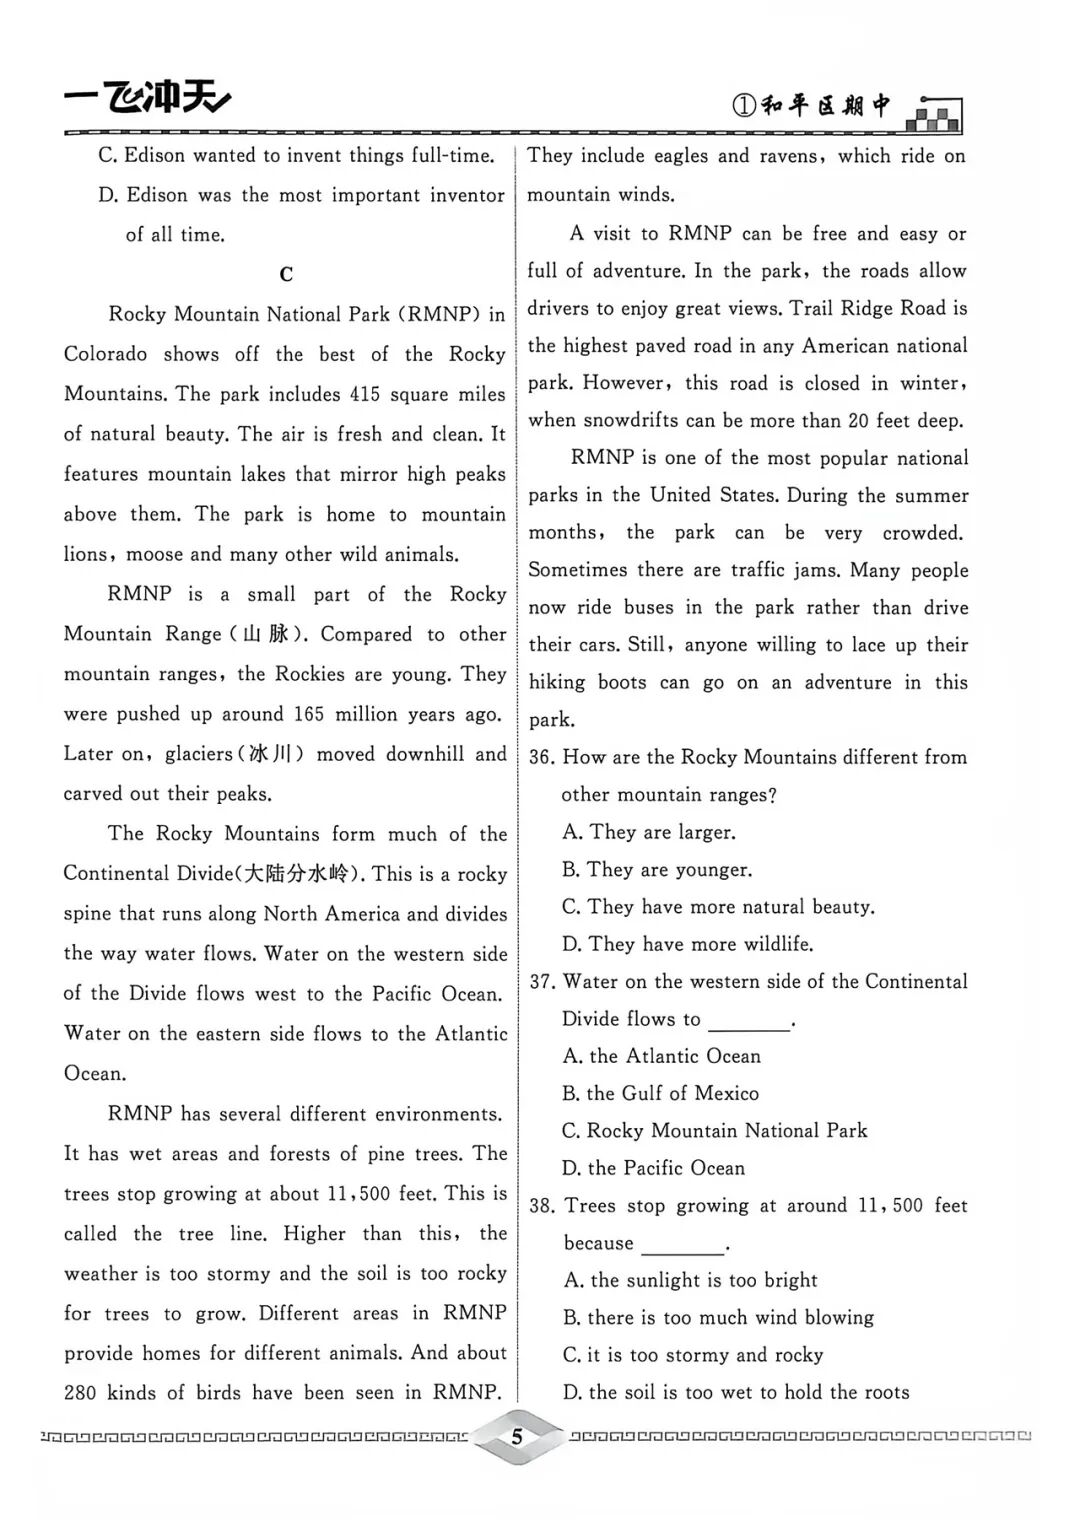 一飞冲天
①和平区期中
C. Edison wanted to invent things full-time.
D. Edison was the most important inventor
of all time.
C
Rocky Mountain National Park (RMNP) in
Colorado shows off the best of the Rocky
Mountains. The park includes 415 square miles
of natural beauty. The air is fresh and clean. It
features mountain lakes that mirror high peaks
above them. The park is home to mountain
lions, moose and many other wild animals.
RMNP is a small part of the Rocky
Mountain Range (山脉). Compared to other
mountain ranges, the Rockies are young. They
were pushed up around 165 million years ago.
Later on, glaciers (冰川) moved downhill and
carved out their peaks.
The Rocky Mountains form much of the
Continental Divide(大陆分水岭). This is a rocky
spine that runs along North America and divides
the way water flows. Water on the western side
of the Divide flows west to the Pacific Ocean.
Water on the eastern side flows to the Atlantic
Ocean.
RMNP has several different environments.
It has wet areas and forests of pine trees. The
trees stop growing at about 11,500 feet. This is
called the tree line. Higher than this, the
weather is too stormy and the soil is too rocky
for trees to grow. Different areas in RMNP
provide homes for different animals. And about
280 kinds of birds have been seen in RMNP.
They include eagles and ravens, which ride on
mountain winds.
A visit to RMNP can be free and easy or
full of adventure. In the park, the roads allow
drivers to enjoy great views. Trail Ridge Road is
the highest paved road in any American national
park. However, this road is closed in winter,
when snowdrifts can be more than 20 feet deep.
RMNP is one of the most popular national
parks in the United States. During the summer
months, the park can be very crowded.
Sometimes there are traffic jams. Many people
now ride buses in the park rather than drive
their cars. Still, anyone willing to lace up their
hiking boots can go on an adventure in this
park.
36. How are the Rocky Mountains different from
other mountain ranges?
A. They are larger.
B. They are younger.
C. They have more natural beauty.
D. They have more wildlife.
37. Water on the western side of the Continental
Divide flows to ________.
A. the Atlantic Ocean
B. the Gulf of Mexico
C. Rocky Mountain National Park
D. the Pacific Ocean
38. Trees stop growing at around 11,500 feet
because ________.
A. the sunlight is too bright
B. there is too much wind blowing
C. it is too stormy and rocky
D. the soil is too wet to hold the roots
5